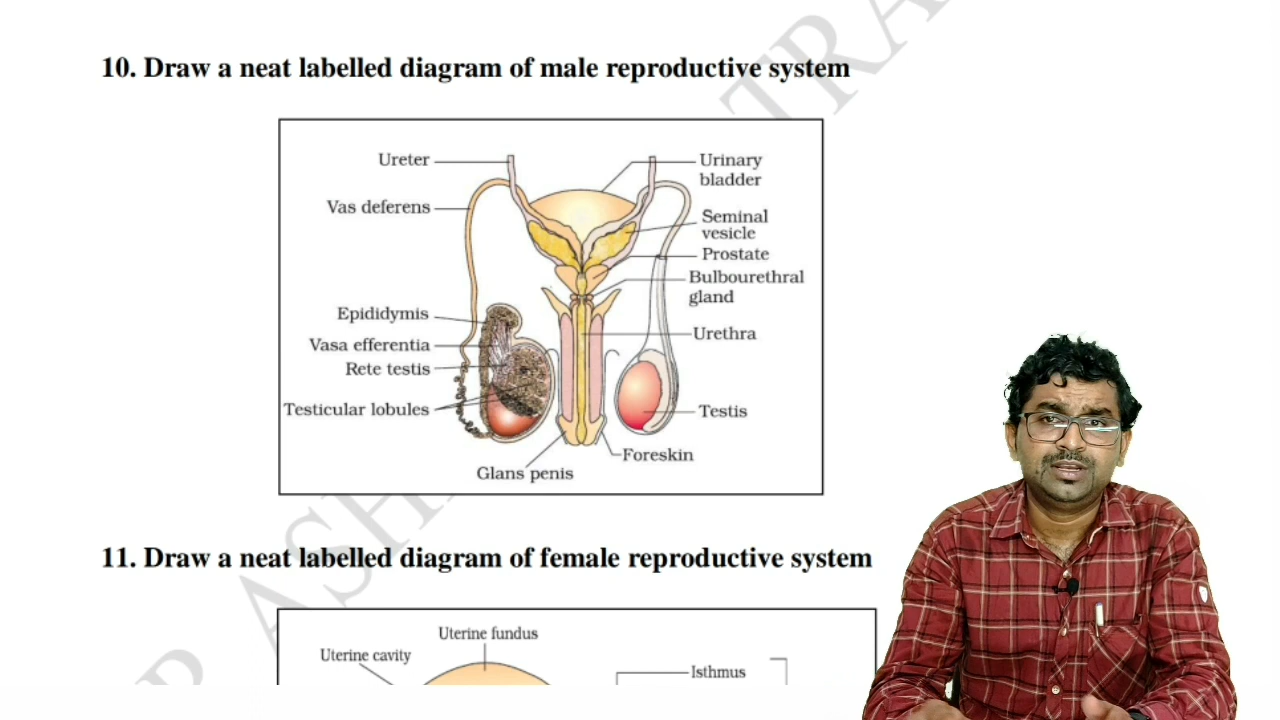 10. Draw a neat labelled diagram of male reproductive system
Ureter
Urinary
bladder
Vas deferens
Seminal
vesicle
Prostate
Bulbourethral
gland
Epididymis
Urethra
Vasa efferentia
Rete testis
Testicular lobules
Testis
Foreskin
Glans penis
11. Draw a neat labelled diagram of female reproductive system
Uterine fundus
Uterine cavity
Isthmus